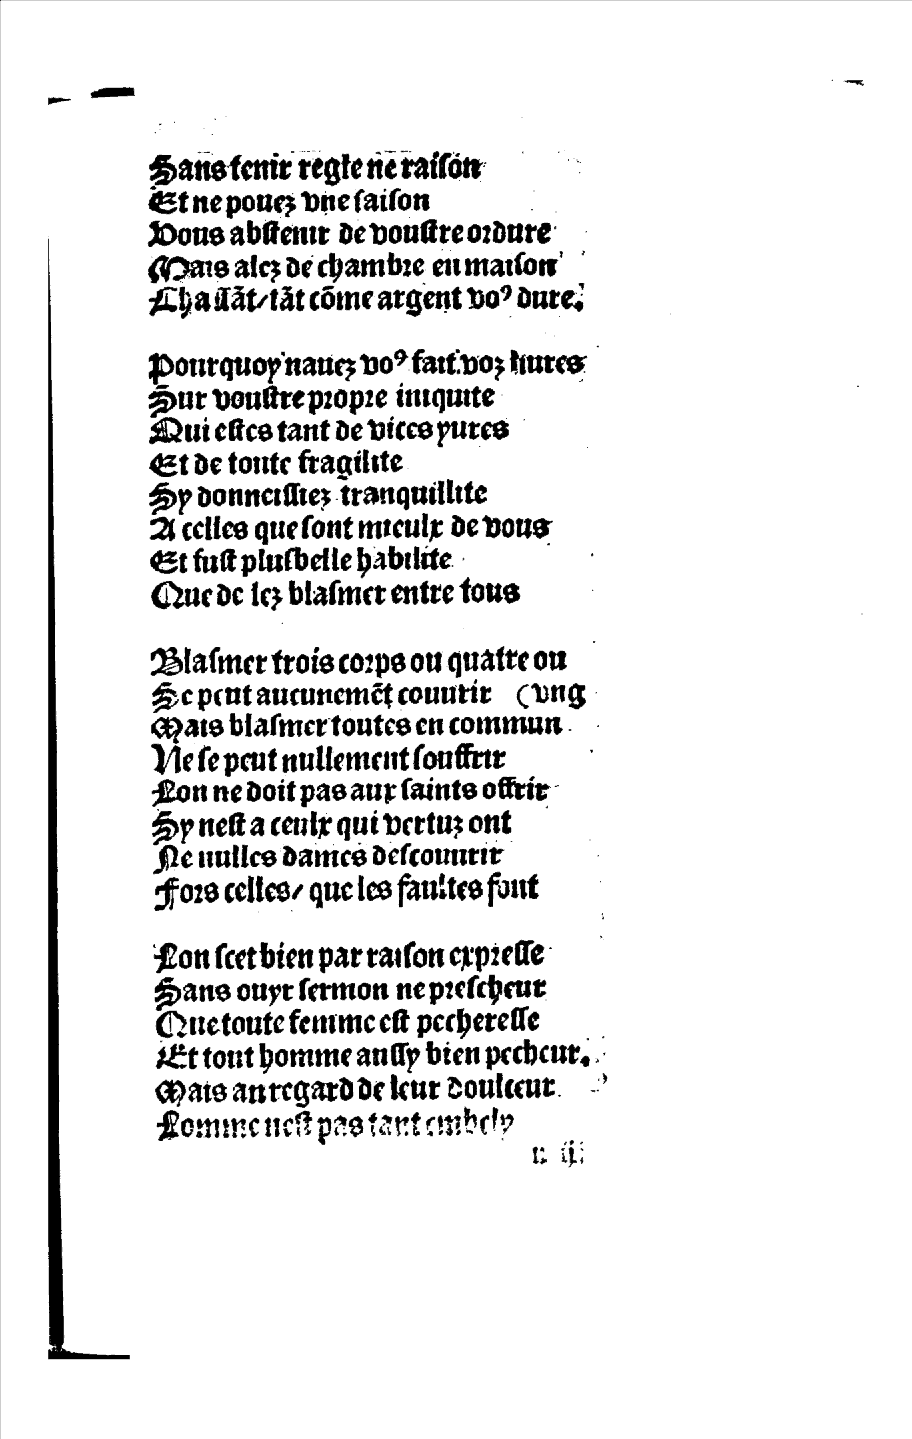 Sans tenir regle ne raiſon
Et ne pouez vne ſaiſon
Vous abſtenir de vouſtre ordure
Mais alez de chambre en maiſon
Chaſſãt/tãt cõme argent voꝰ dure.
Pourquoy nauez voꝰ fait voz liures
Sur vouſtre propre iniquite
Qui eſtes tant de vices yures
Et de toute fragilite
Sy donneiſſiez tranquillite
A celles que ſont mieulx de vous
Et fuſt pluſbelle habilite
Que de lez blaſmer entre tous
Blaſmer trois corps ou quatre ou
Se peut aucunemẽt couurir (vng
Mais blaſmer toutes en commun
Ne ſe peut nullement ſouffrir
Lon ne doit pas aux ſaints offrir
Sy neſt a ceulx qui vertuz ont
Ne nulles dames deſcouurir
Fors celles/ que les faultes font
Lon ſcet bien par raiſon expreſſe
Sans ouyr ſermon ne preſcheur
Que toute femme eſt pechereſſe
Et tout homme auſſy bien pecheur.
Mais au regard de leur doulceur
Lomme neſt pas tant embely